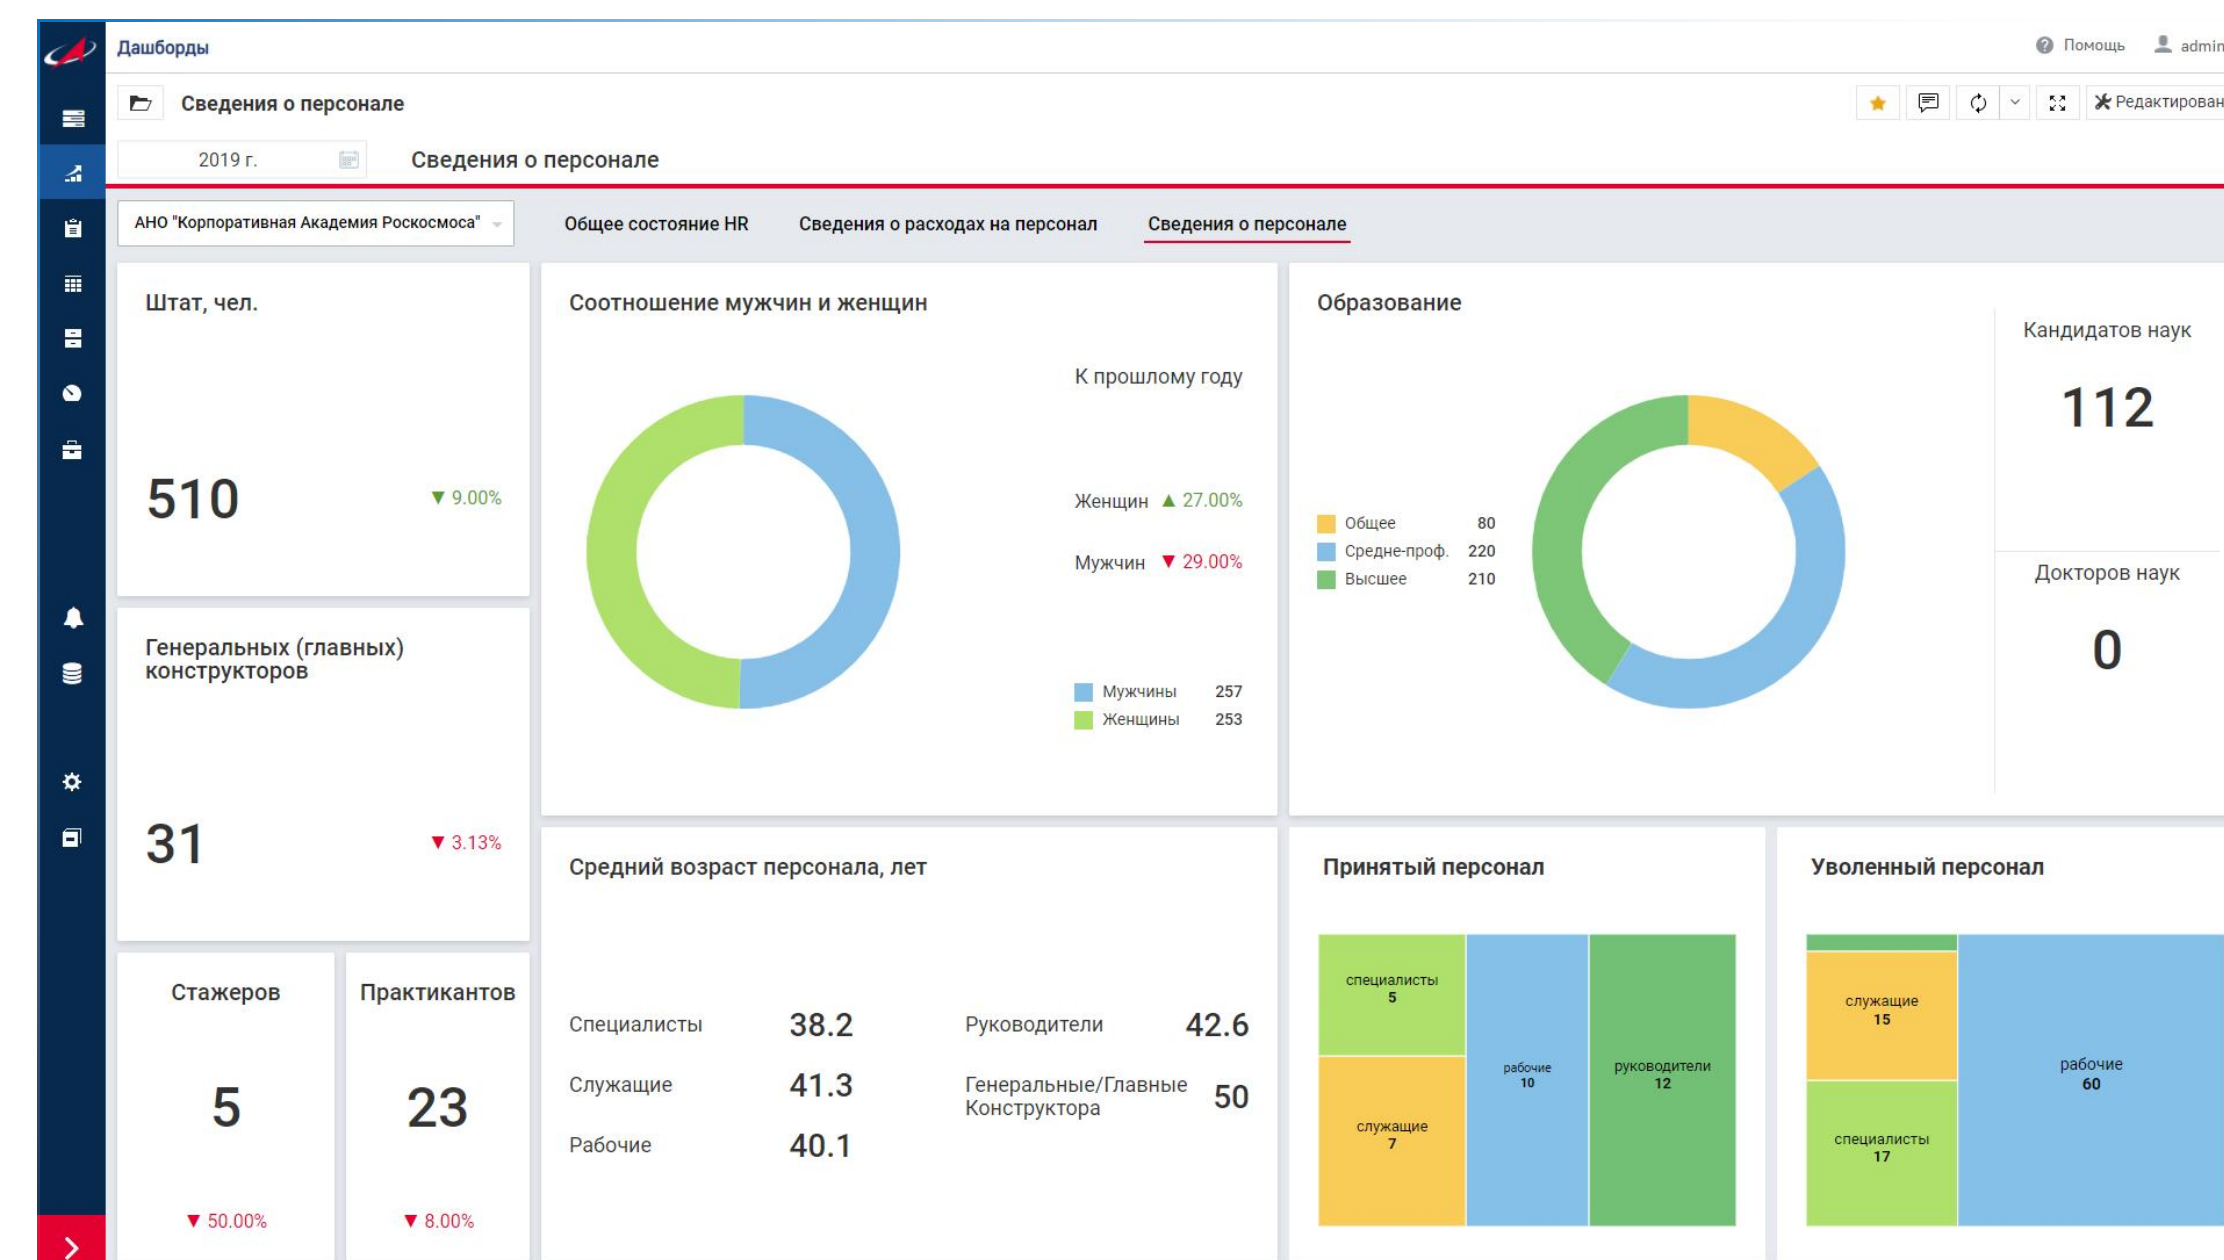 Дашборды
Помощь
admin
Сведения о персонале
Редактирован
2019 г.
Сведения о персонале
АНО "Корпоративная Академия Роскосмоса"
Общее состояние HR
Сведения о расходах на персонал
Сведения о персонале
Штат, чел.
510
▼ 9.00%
Генеральных (главных)
конструкторов
31
▼ 3.13%
Стажеров
5
▼ 50.00%
Практикантов
23
▼ 8.00%
Соотношение мужчин и женщин
К прошлому году
Женщин ▲ 27.00%
Мужчин ▼ 29.00%
Мужчины 257
Женщины 253
Образование
Общее 80
Средне-проф. 220
Высшее 210
Кандидатов наук
112
Докторов наук
0
Средний возраст персонала, лет
Специалисты 38.2
Служащие 41.3
Рабочие 40.1
Руководители 42.6
Генеральные/Главные
Конструктора
50
Принятый персонал
специалисты
5
служащие
7
рабочие
10
руководители
12
Уволенный персонал
служащие
15
специалисты
17
рабочие
60